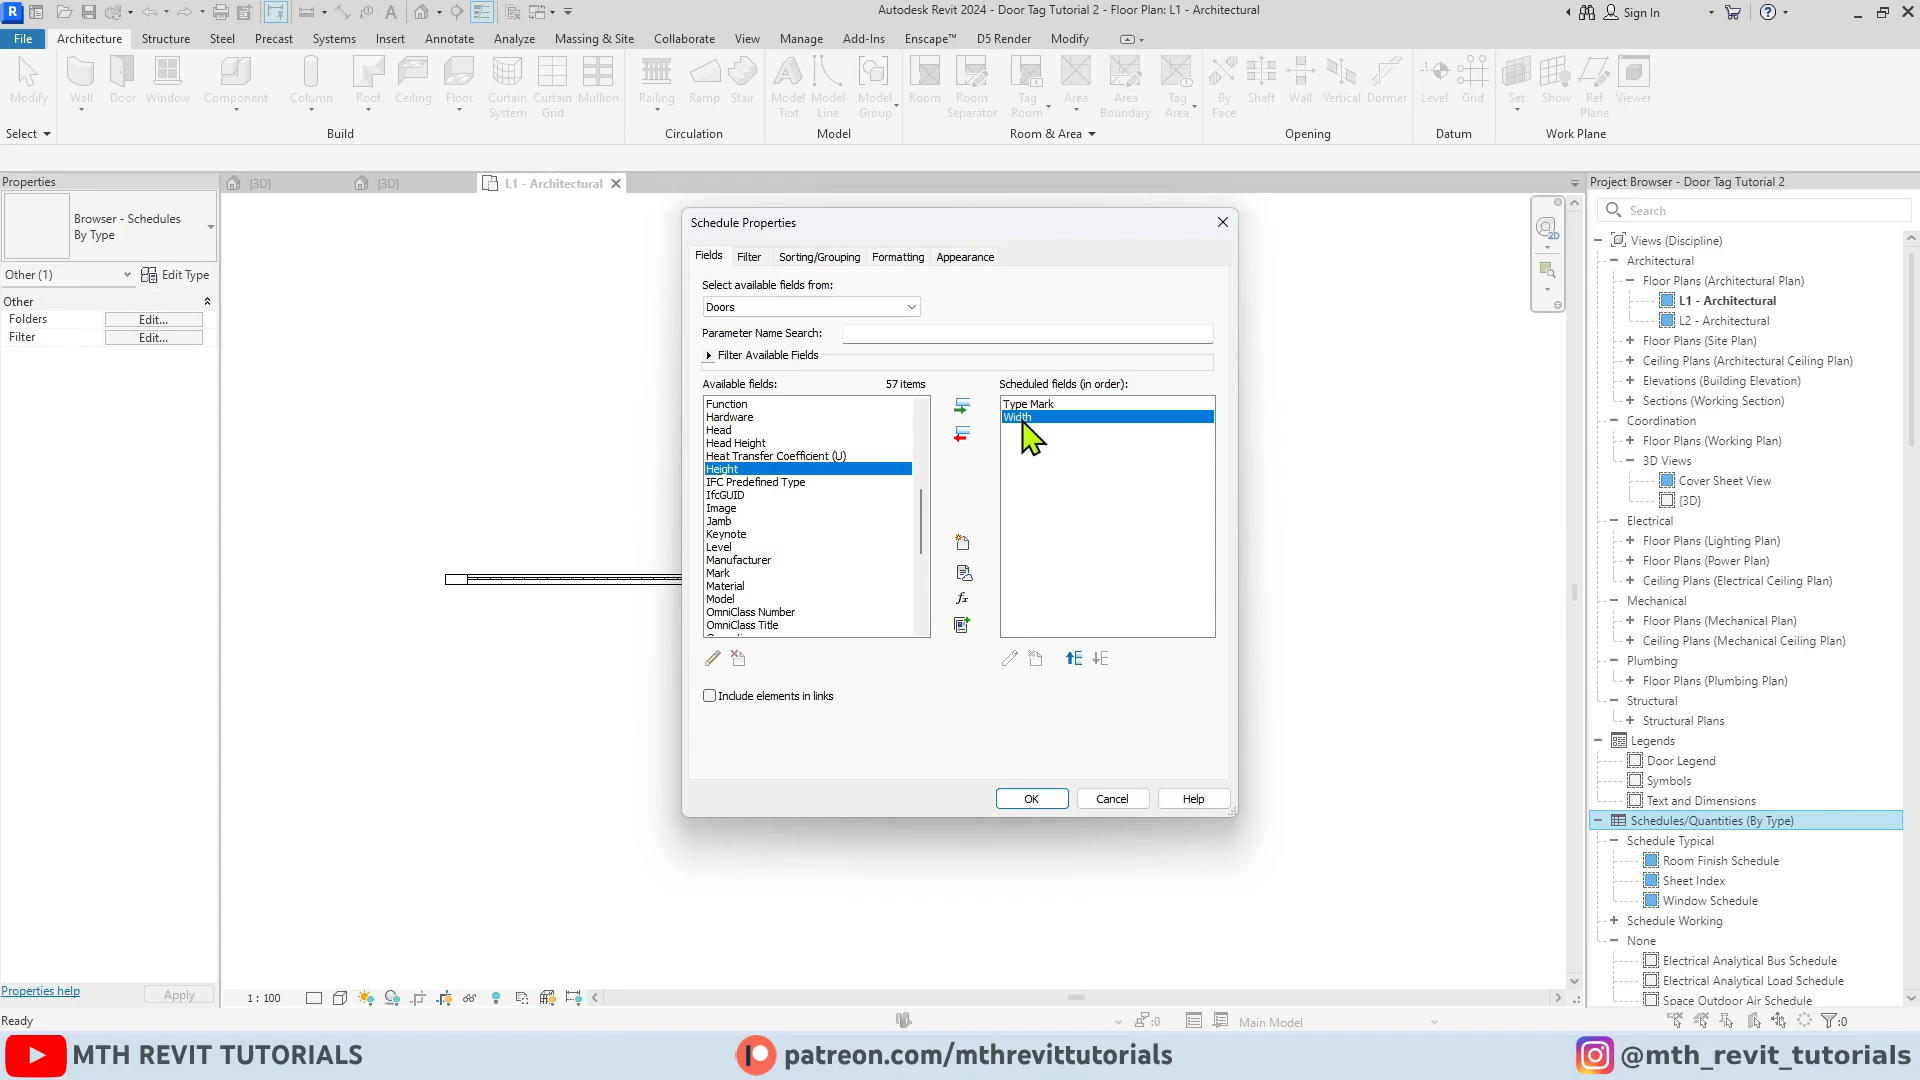 Autodesk Revit 2024 - Door Tag Tutorial 2 - Floor Plan: L1 - Architectural
Sign In
File
Architecture
Structure
Steel
Precast
Systems
Insert
Annotate
Analyze
Massing & Site
Collaborate
View
Manage
Add-Ins
Enscape™
D5 Render
Modify
Modify
Wall
Door
Window
Component
Column
Roof
Ceiling
Floor
Curtain System
Curtain Grid
Mullion
Railing
Ramp
Stair
Model Text
Model Line
Model Group
Room
Room Separator
Tag Room
Area
Area Boundary
Tag Area
By Face
Shaft
Wall
Vertical
Dormer
Level
Grid
Set
Show
Ref Plane
Viewer
Select
Build
Circulation
Model
Room & Area
Opening
Datum
Work Plane
Properties
Browser - Schedules
By Type
Other (1)
Edit Type
Other
Folders
Edit...
Filter
Edit...
Properties help
Apply
{3D}
{3D}
L1 - Architectural
Schedule Properties
Fields
Filter
Sorting/Grouping
Formatting
Appearance
Select available fields from:
Doors
Parameter Name Search:
Filter Available Fields
Available fields:
57 items
Scheduled fields (in order):
Function
Hardware
Head
Head Height
Heat Transfer Coefficient (U)
Height
IFC Predefined Type
IfcGUID
Image
Jamb
Keynote
Level
Manufacturer
Mark
Material
Model
OmniClass Number
OmniClass Title
fx
Type Mark
Width
Include elements in links
OK
Cancel
Help
2D
Project Browser - Door Tag Tutorial 2
Search
Views (Discipline)
Architectural
Floor Plans (Architectural Plan)
L1 - Architectural
L2 - Architectural
Floor Plans (Site Plan)
Ceiling Plans (Architectural Ceiling Plan)
Elevations (Building Elevation)
Sections (Working Section)
Coordination
Floor Plans (Working Plan)
3D Views
Cover Sheet View
{3D}
Electrical
Floor Plans (Lighting Plan)
Floor Plans (Power Plan)
Ceiling Plans (Electrical Ceiling Plan)
Mechanical
Floor Plans (Mechanical Plan)
Ceiling Plans (Mechanical Ceiling Plan)
Plumbing
Floor Plans (Plumbing Plan)
Structural
Structural Plans
Legends
Door Legend
Symbols
Text and Dimensions
Schedules/Quantities (By Type)
Schedule Typical
Room Finish Schedule
Sheet Index
Window Schedule
Schedule Working
None
Electrical Analytical Bus Schedule
Electrical Analytical Load Schedule
Space Outdoor Air Schedule
1 : 100
Ready
:0
Main Model
:0
MTH REVIT TUTORIALS
patreon.com/mthrevittutorials
@mth_revit_tutorials